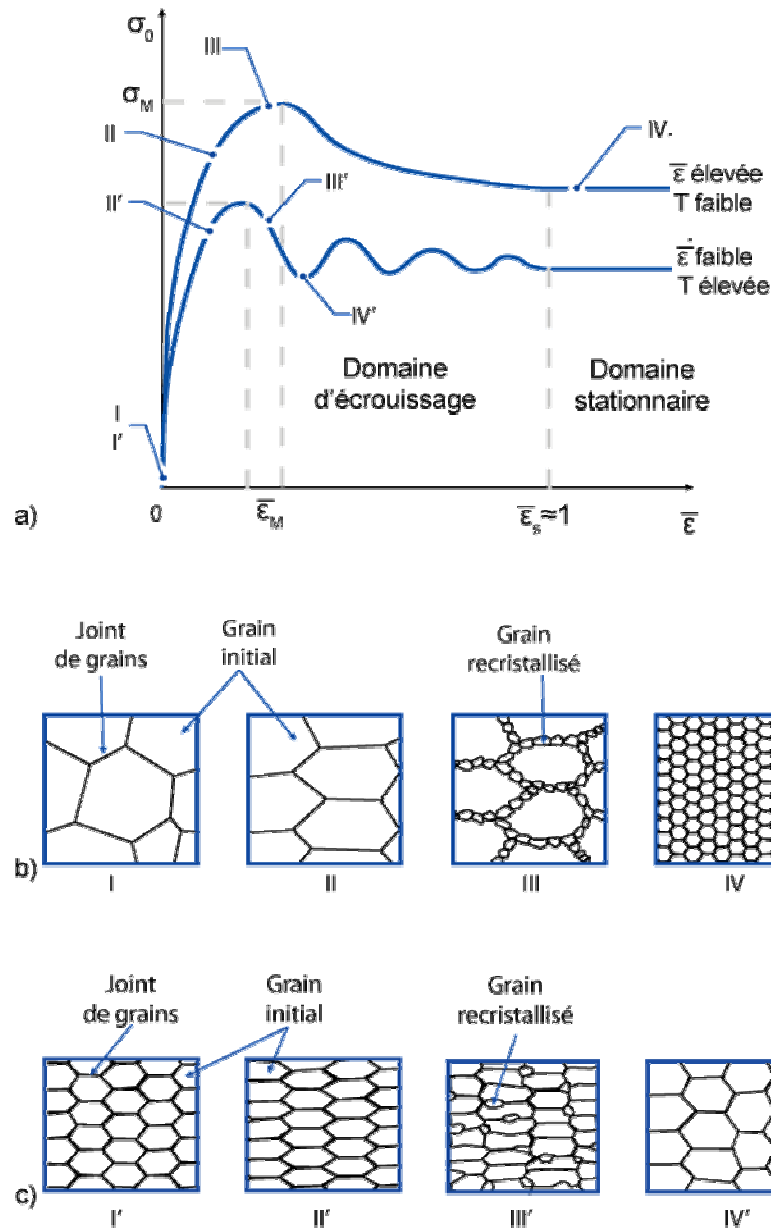 σ₀
III
σM
II
IV.
II'
III'
ε̄ élevée
T faible
ε̄̇ faible
T élevée
IV'
Domaine
d'écrouissage
Domaine
stationnaire
I
I'
a)
0
ε̄M
ε̄s≈1
ε̄
Joint
de grains
Grain
initial
Grain
recristallisé
b)
I
II
III
IV
Joint
de grains
Grain
initial
Grain
recristallisé
c)
I'
II'
III'
IV'